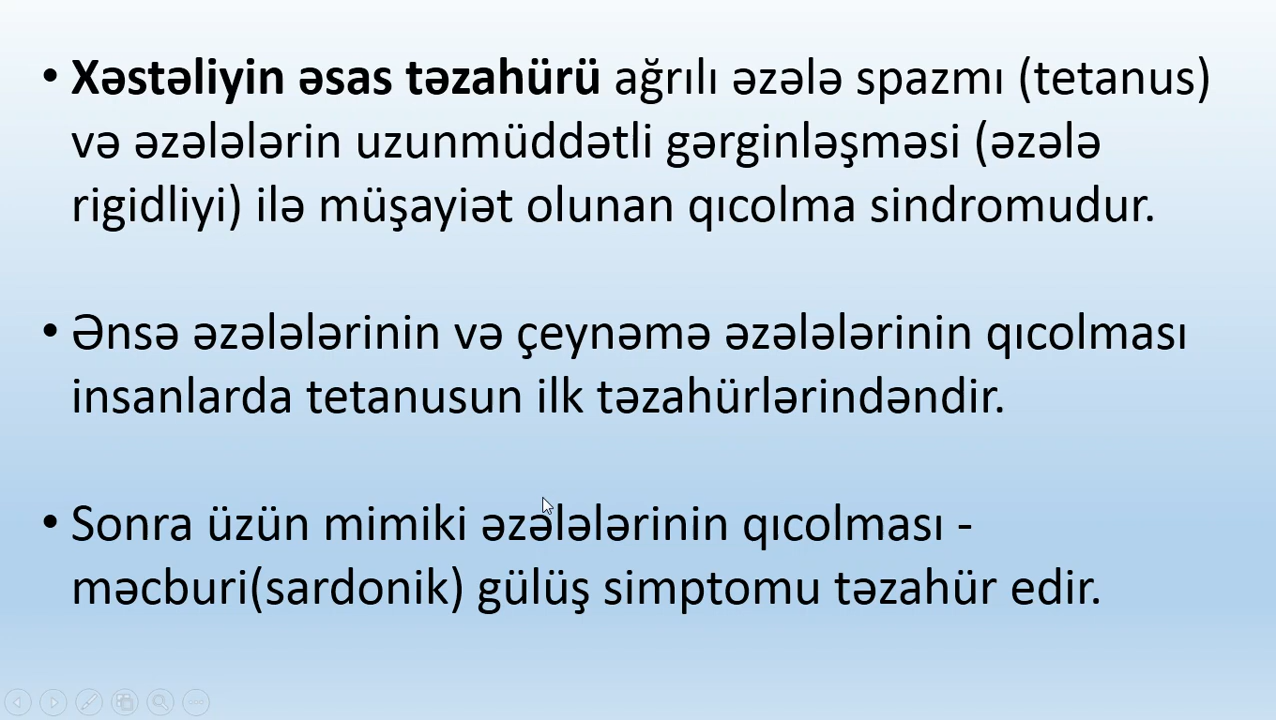 • Xəstəliyin əsas təzahürü ağrılı əzələ spazmı (tetanus)
və əzələlərin uzunmüddətli gərginləşməsi (əzələ
rigidliyi) ilə müşayiət olunan qıcolma sindromudur.
• Ənsə əzələlərinin və çeynəmə əzələlərinin qıcolması
insanlarda tetanusun ilk təzahürlərindəndir.
• Sonra üzün mimiki əzələlərinin qıcolması -
məcburi(sardonik) gülüş simptomu təzahür edir.